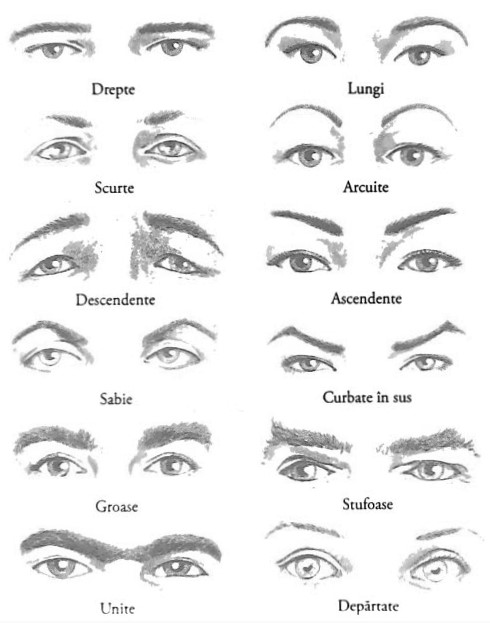 Drepte
Lungi
Scurte
Arcuite
Descendente
Ascendente
Sabie
Curbate în sus
Groase
Stufoase
Unite
Depărtate